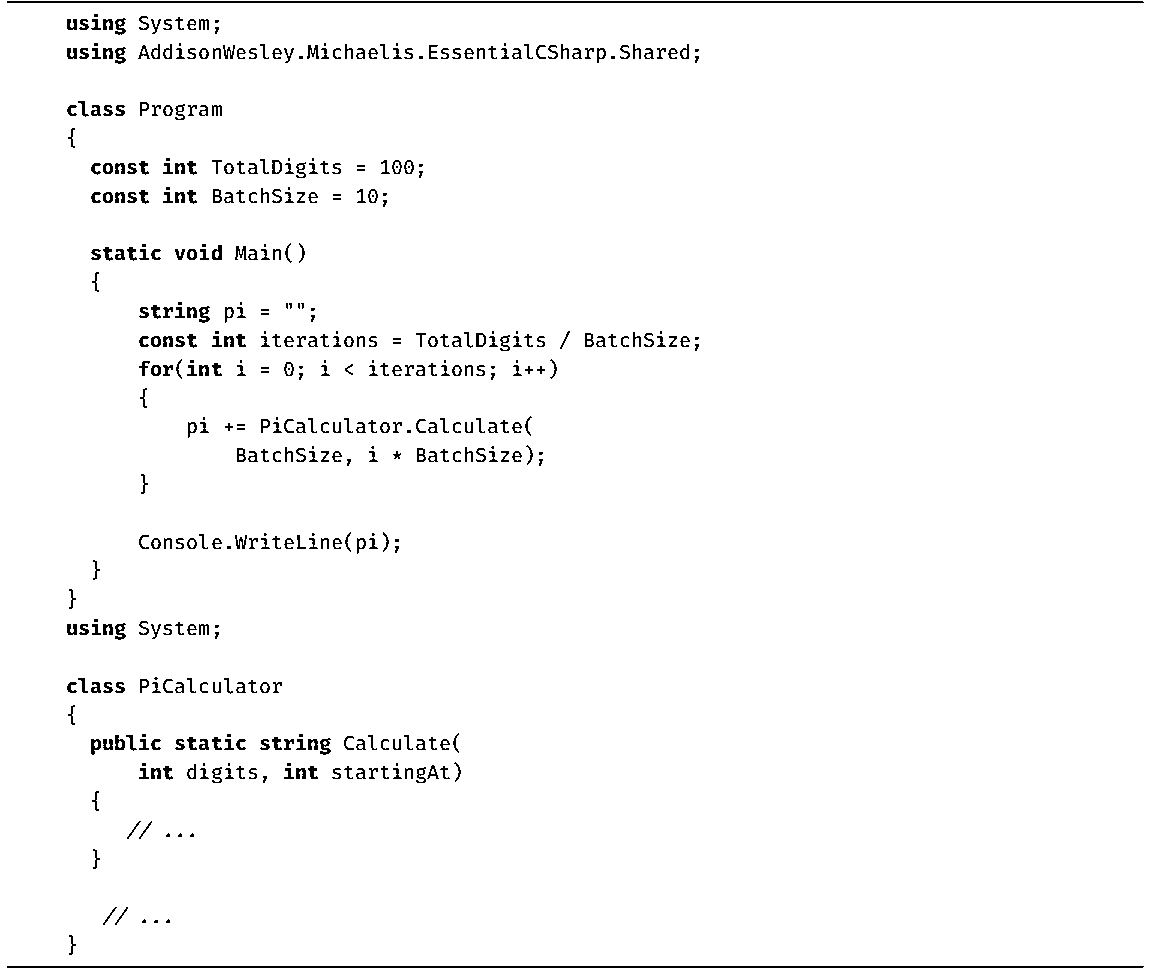 using System;
using AddisonWesley.Michaelis.EssentialCSharp.Shared;
class Program
{
const int TotalDigits = 100;
const int BatchSize = 10;
static void Main()
{
string pi = "";
const int iterations = TotalDigits / BatchSize;
for(int i = 0; i < iterations; i++)
{
pi += PiCalculator.Calculate(
BatchSize, i * BatchSize);
}
Console.WriteLine(pi);
}
}
using System;
class PiCalculator
{
public static string Calculate(
int digits, int startingAt)
{
// ...
}
// ...
}